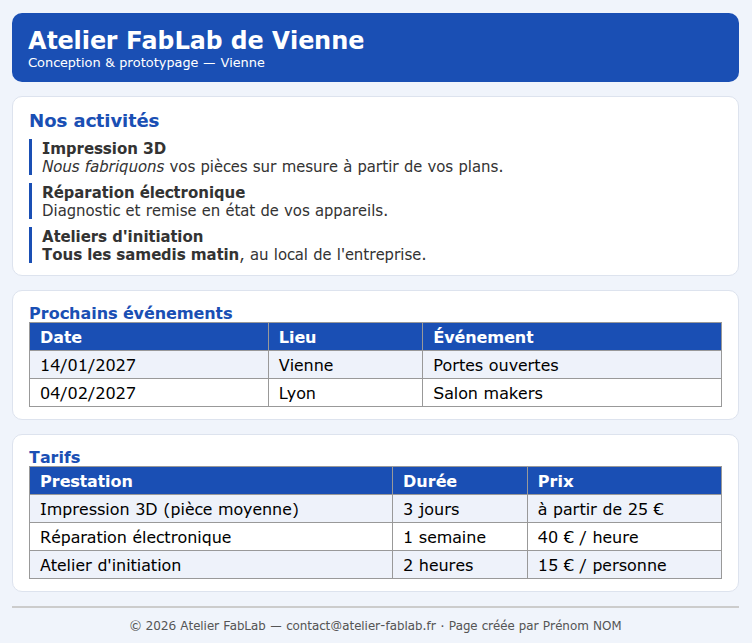 Atelier FabLab de Vienne
Conception & prototypage — Vienne
Nos activités
Impression 3D
Nous fabriquons vos pièces sur mesure à partir de vos plans.
Réparation électronique
Diagnostic et remise en état de vos appareils.
Ateliers d'initiation
Tous les samedis matin, au local de l'entreprise.
Prochains événements
Date Lieu Événement
14/01/2027 Vienne Portes ouvertes
04/02/2027 Lyon Salon makers
Tarifs
Prestation Durée Prix
Impression 3D (pièce moyenne) 3 jours à partir de 25 €
Réparation électronique 1 semaine 40 € / heure
Atelier d'initiation 2 heures 15 € / personne
© 2026 Atelier FabLab — contact@atelier-fablab.fr · Page créée par Prénom NOM